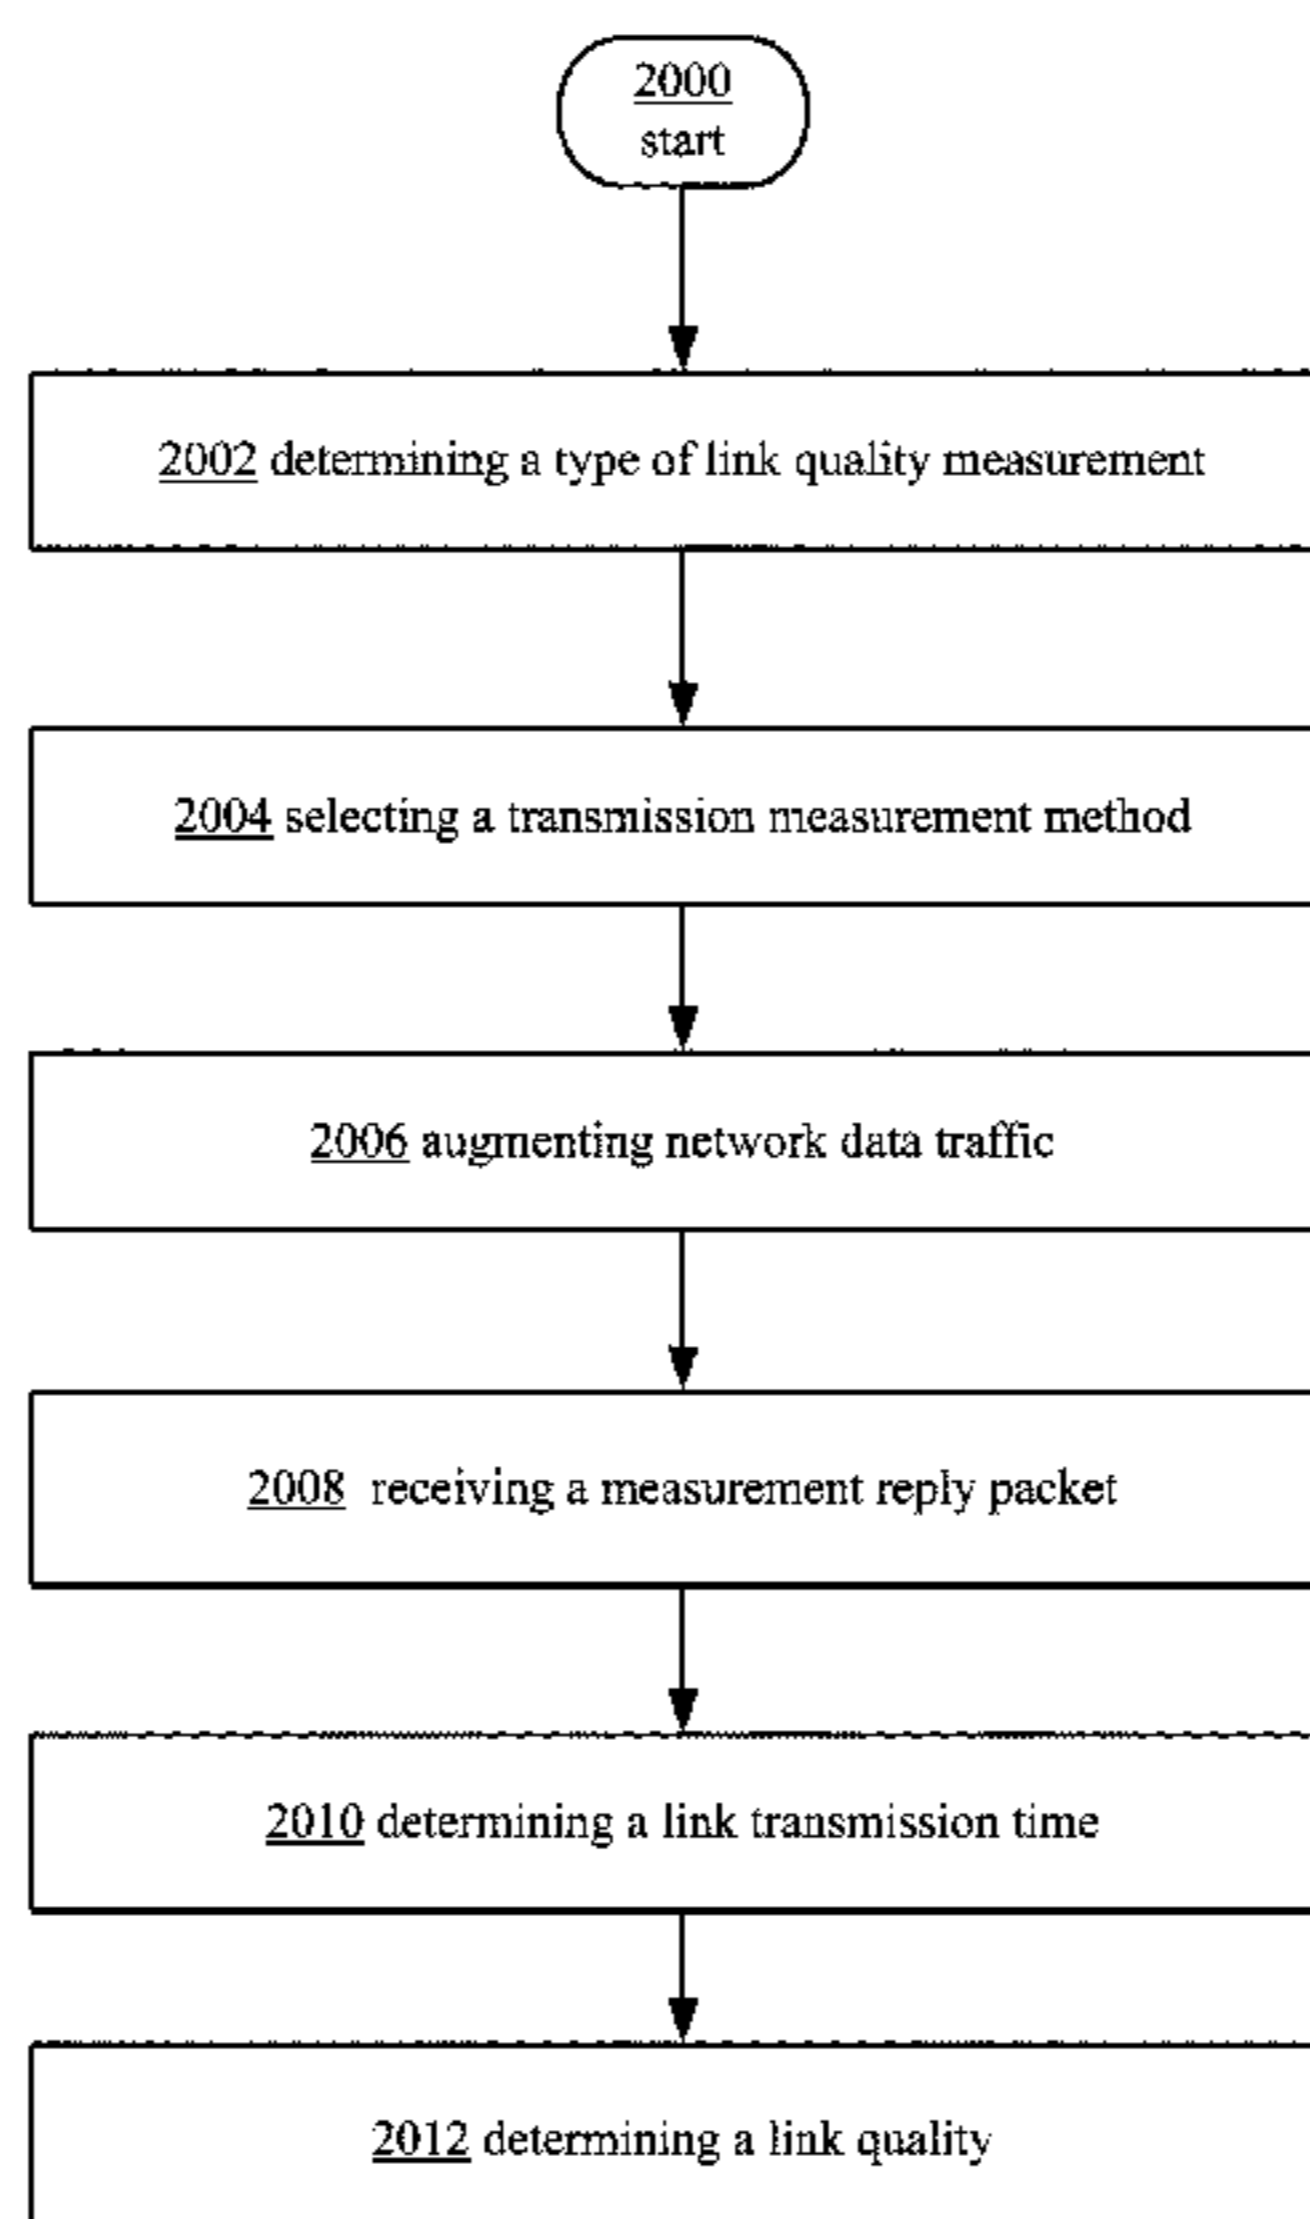 2000
start
2002 determining a type of link quality measurement
2004 selecting a transmission measurement method
2006 augmenting network data traffic
2008 receiving a measurement reply packet
2010 determining a link transmission time
2012 determining a link quality